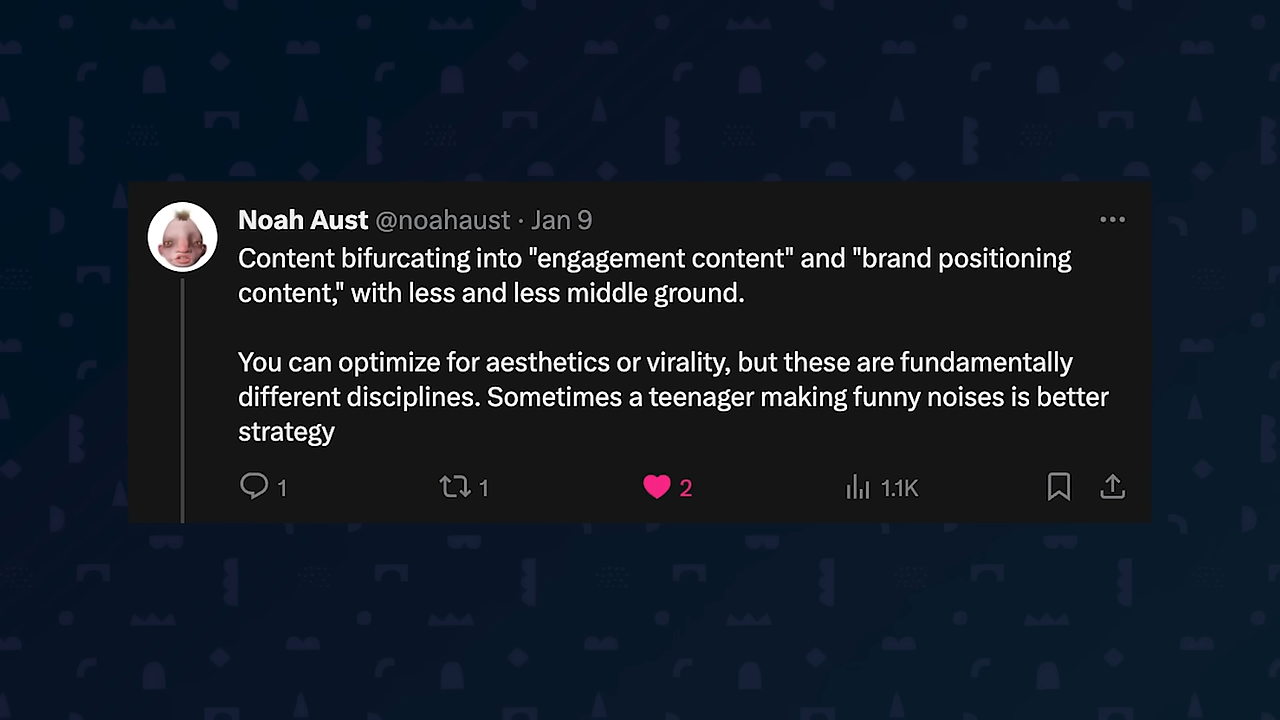 Noah Aust @noahaust · Jan 9
Content bifurcating into "engagement content" and "brand positioning
content," with less and less middle ground.
You can optimize for aesthetics or virality, but these are fundamentally
different disciplines. Sometimes a teenager making funny noises is better
strategy
1 1 2 1.1K